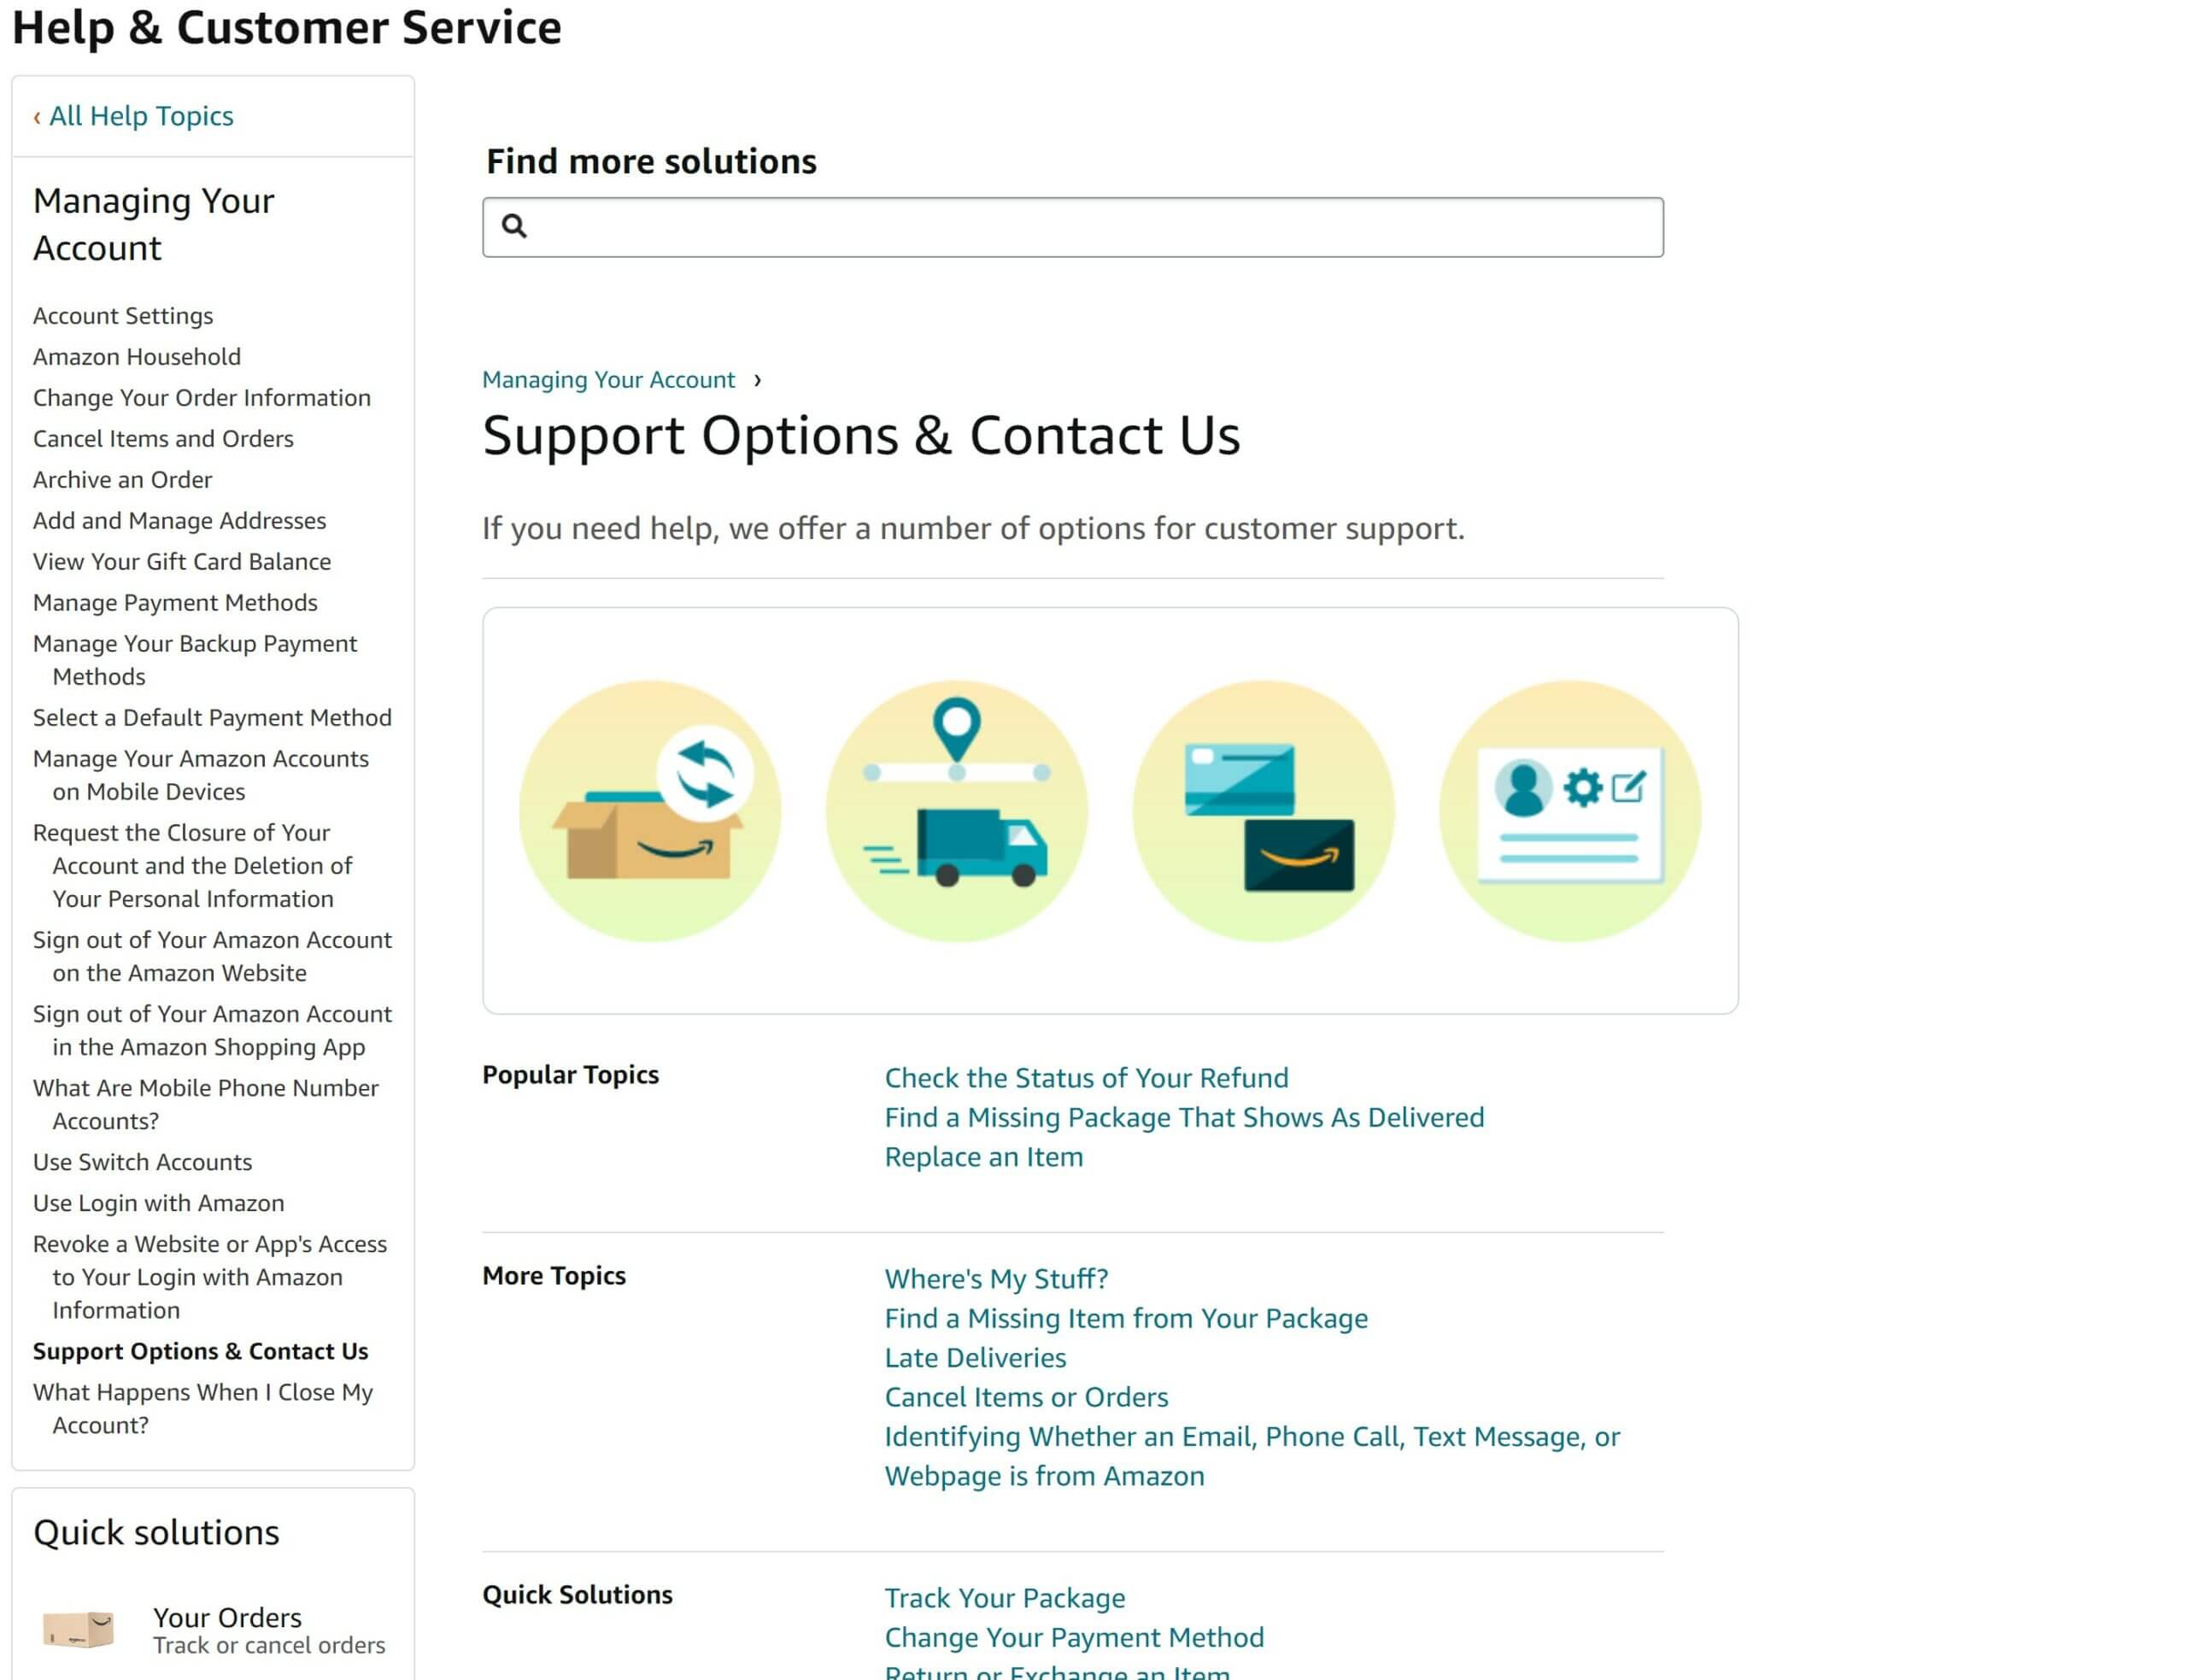 Help & Customer Service
‹ All Help Topics
Managing Your
Account
Account Settings
Amazon Household
Change Your Order Information
Cancel Items and Orders
Archive an Order
Add and Manage Addresses
View Your Gift Card Balance
Manage Payment Methods
Manage Your Backup Payment
Methods
Select a Default Payment Method
Manage Your Amazon Accounts
on Mobile Devices
Request the Closure of Your
Account and the Deletion of
Your Personal Information
Sign out of Your Amazon Account
on the Amazon Website
Sign out of Your Amazon Account
in the Amazon Shopping App
What Are Mobile Phone Number
Accounts?
Use Switch Accounts
Use Login with Amazon
Revoke a Website or App's Access
to Your Login with Amazon
Information
Support Options & Contact Us
What Happens When I Close My
Account?
Quick solutions
Your Orders
Track or cancel orders
Find more solutions
Managing Your Account ›
Support Options & Contact Us
If you need help, we offer a number of options for customer support.
Popular Topics
Check the Status of Your Refund
Find a Missing Package That Shows As Delivered
Replace an Item
More Topics
Where's My Stuff?
Find a Missing Item from Your Package
Late Deliveries
Cancel Items or Orders
Identifying Whether an Email, Phone Call, Text Message, or
Webpage is from Amazon
Quick Solutions
Track Your Package
Change Your Payment Method
Return or Exchange an Item